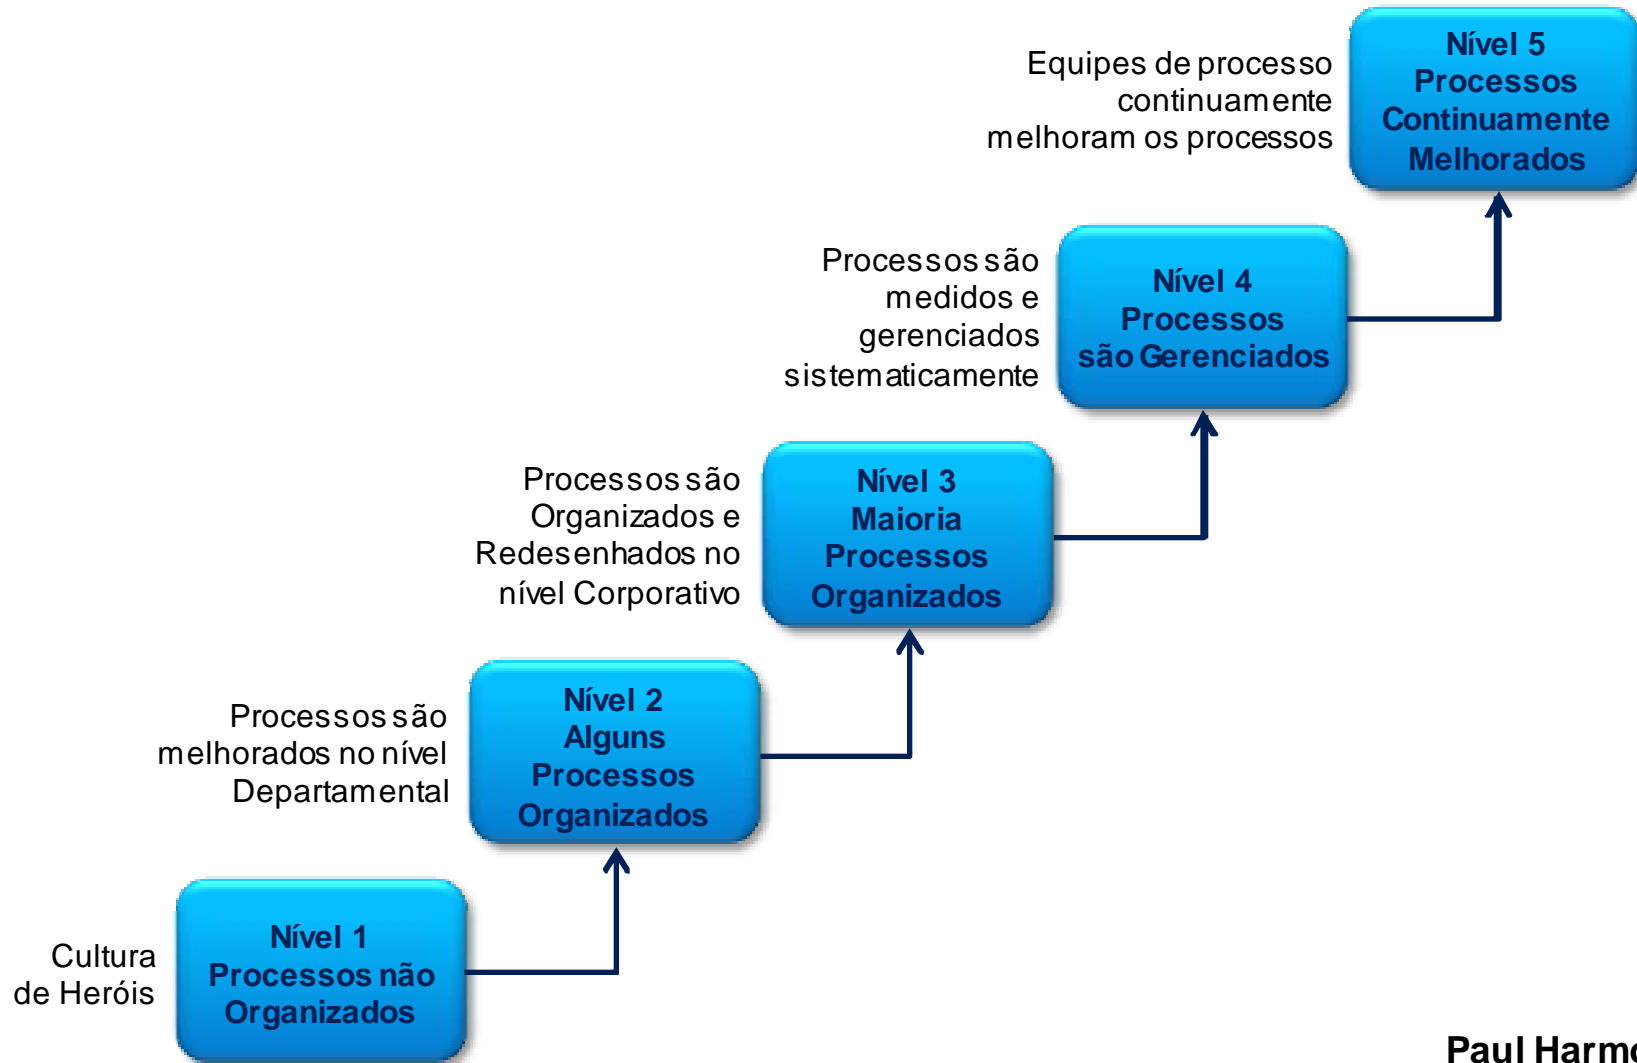 Equipes de processo
continuamente
melhoram os processos
Nível 5
Processos
Continuamente
Melhorados
Processos são
medidos e
gerenciados
sistematicamente
Nível 4
Processos
são Gerenciados
Processos são
Organizados e
Redesenhados no
nível Corporativo
Nível 3
Maioria
Processos
Organizados
Processos são
melhorados no nível
Departamental
Nível 2
Alguns
Processos
Organizados
Cultura
de Heróis
Nível 1
Processos não
Organizados
Paul Harmo